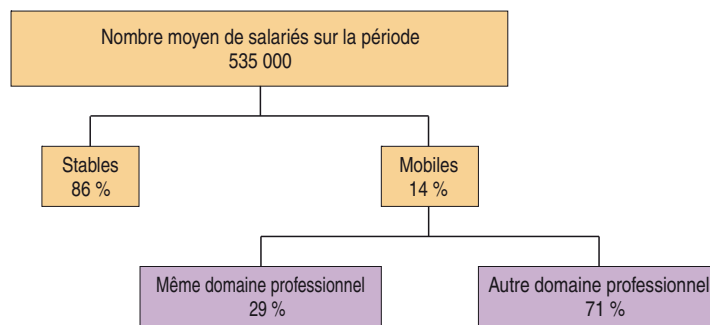 Nombre moyen de salariés sur la période
535 000
Stables
86 %
Mobiles
14 %
Même domaine professionnel
29 %
Autre domaine professionnel
71 %